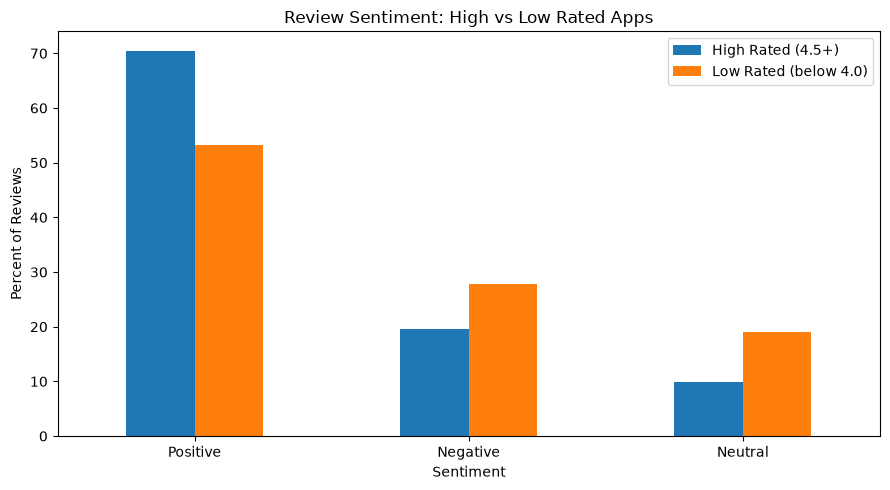 Review Sentiment: High vs Low Rated Apps
High Rated (4.5+)
Low Rated (below 4.0)
Percent of Reviews
70
60
50
40
30
20
10
0
Positive
Negative
Neutral
Sentiment